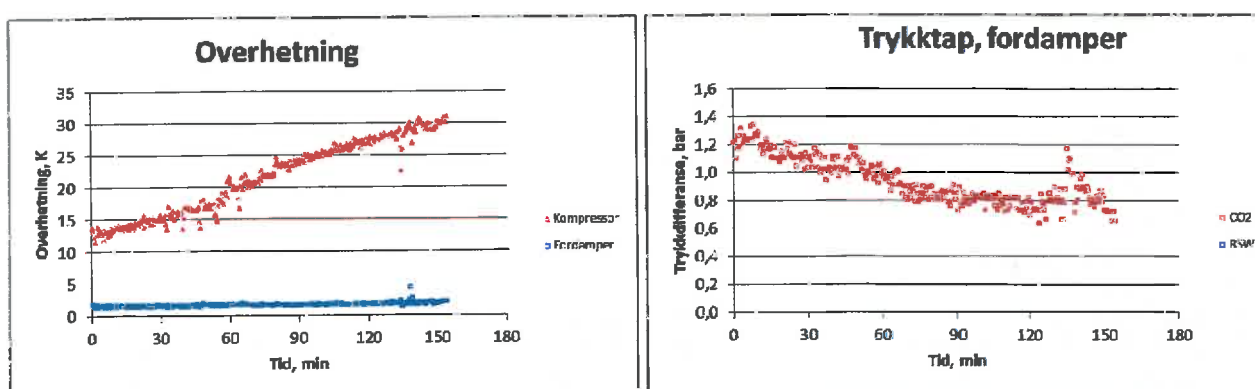 Overhetning
Overhetning, K
35
30
25
20
15
10
5
0
0 30 60 90 120 150 180
Tid, min
Kompressor
Fordamper
Trykktap, fordamper
Trykkdifferanse, bar
1,6
1,4
1,2
1,0
0,8
0,6
0,4
0,2
0,0
0 30 60 90 120 150 180
Tid, min
CO2
RSW